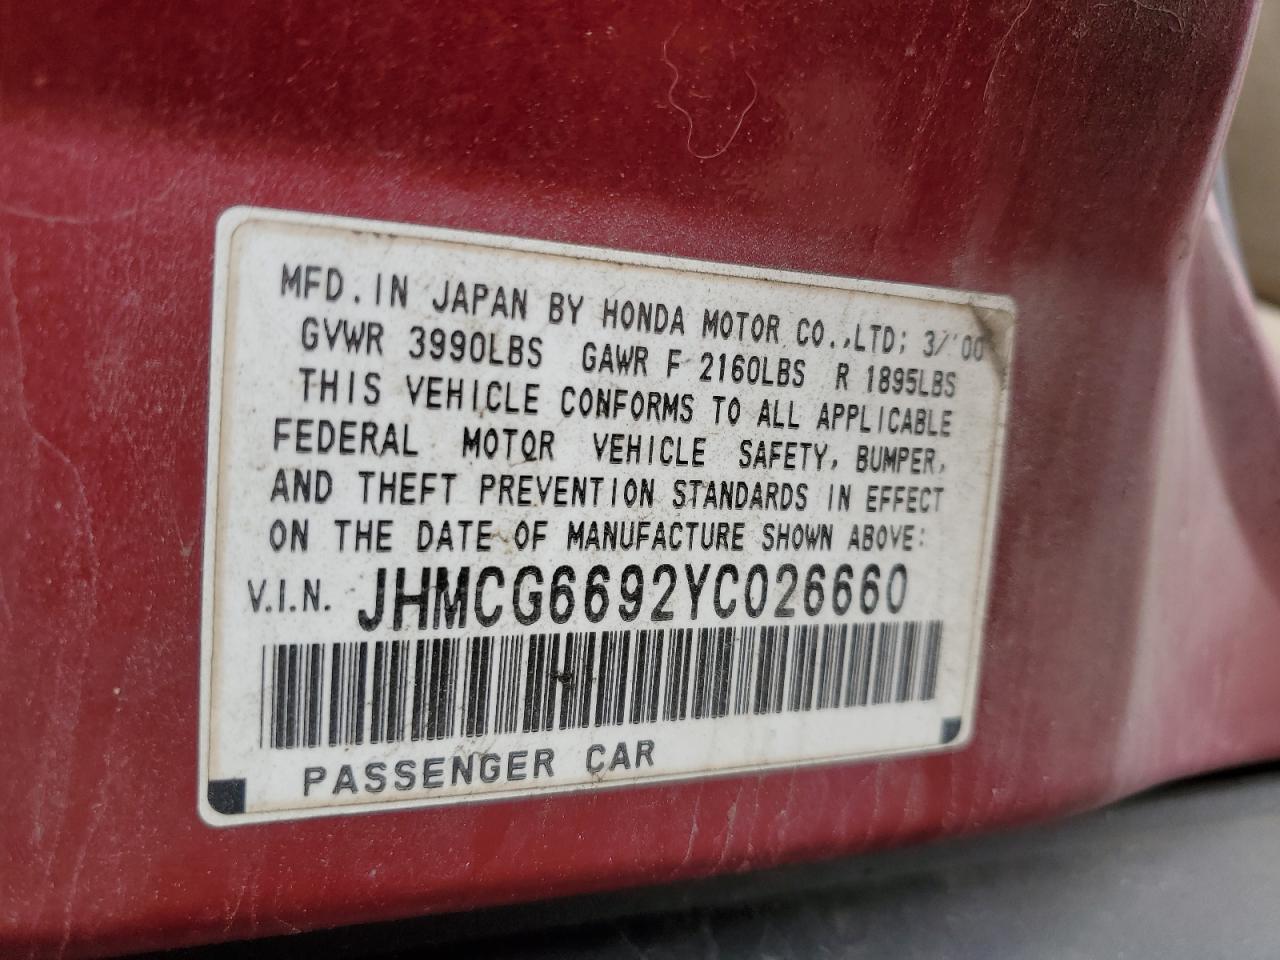 MFD. IN JAPAN BY HONDA MOTOR CO.,LTD; 3/'00
GVWR 3990LBS GAWR F 2160LBS R 1895LBS
THIS VEHICLE CONFORMS TO ALL APPLICABLE
FEDERAL MOTOR VEHICLE SAFETY, BUMPER,
AND THEFT PREVENTION STANDARDS IN EFFECT
ON THE DATE OF MANUFACTURE SHOWN ABOVE:
V.I.N. JHMCG6692YC026660
PASSENGER CAR